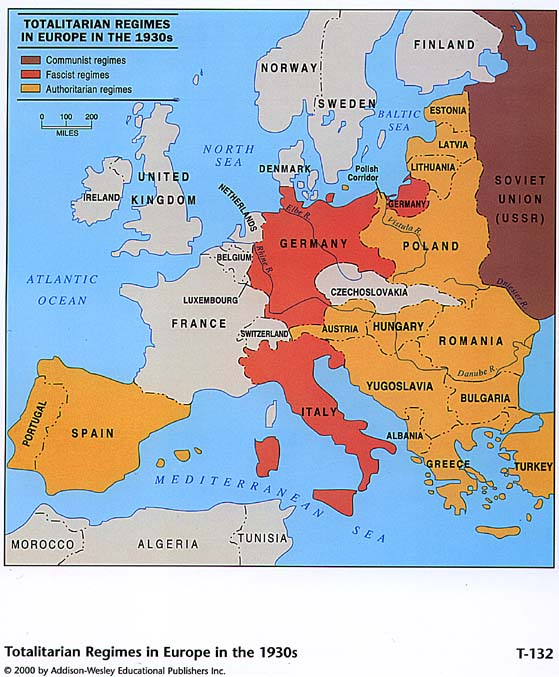 TOTALITARIAN REGIMES
IN EUROPE IN THE 1930s
Communist regimes
Fascist regimes
Authoritarian regimes
0 100 200
MILES
FINLAND
NORWAY
SWEDEN
ESTONIA
BALTIC
SEA
LATVIA
NORTH
SEA
LITHUANIA
DENMARK
Polish
Corridor
SOVIET
UNION
(USSR)
UNITED
KINGDOM
IRELAND
NETHERLANDS
GERMANY
Elbe R.
Vistula R.
GERMANY
POLAND
BELGIUM
Rhine R.
ATLANTIC
OCEAN
CZECHOSLOVAKIA
Dniester R.
LUXEMBOURG
FRANCE
SWITZERLAND
AUSTRIA
HUNGARY
ROMANIA
Danube R.
YUGOSLAVIA
BULGARIA
PORTUGAL
SPAIN
ITALY
ALBANIA
GREECE
TURKEY
MEDITERRANEAN
SEA
MOROCCO
ALGERIA
TUNISIA
Totalitarian Regimes in Europe in the 1930s
T-132
© 2000 by Addison-Wesley Educational Publishers Inc.